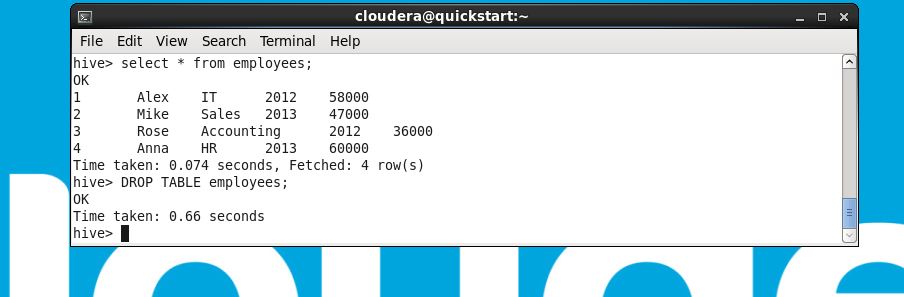 cloudera@quickstart:~
File Edit View Search Terminal Help
hive> select * from employees;
OK
1 Alex IT 2012 58000
2 Mike Sales 2013 47000
3 Rose Accounting 2012 36000
4 Anna HR 2013 60000
Time taken: 0.074 seconds, Fetched: 4 row(s)
hive> DROP TABLE employees;
OK
Time taken: 0.66 seconds
hive>